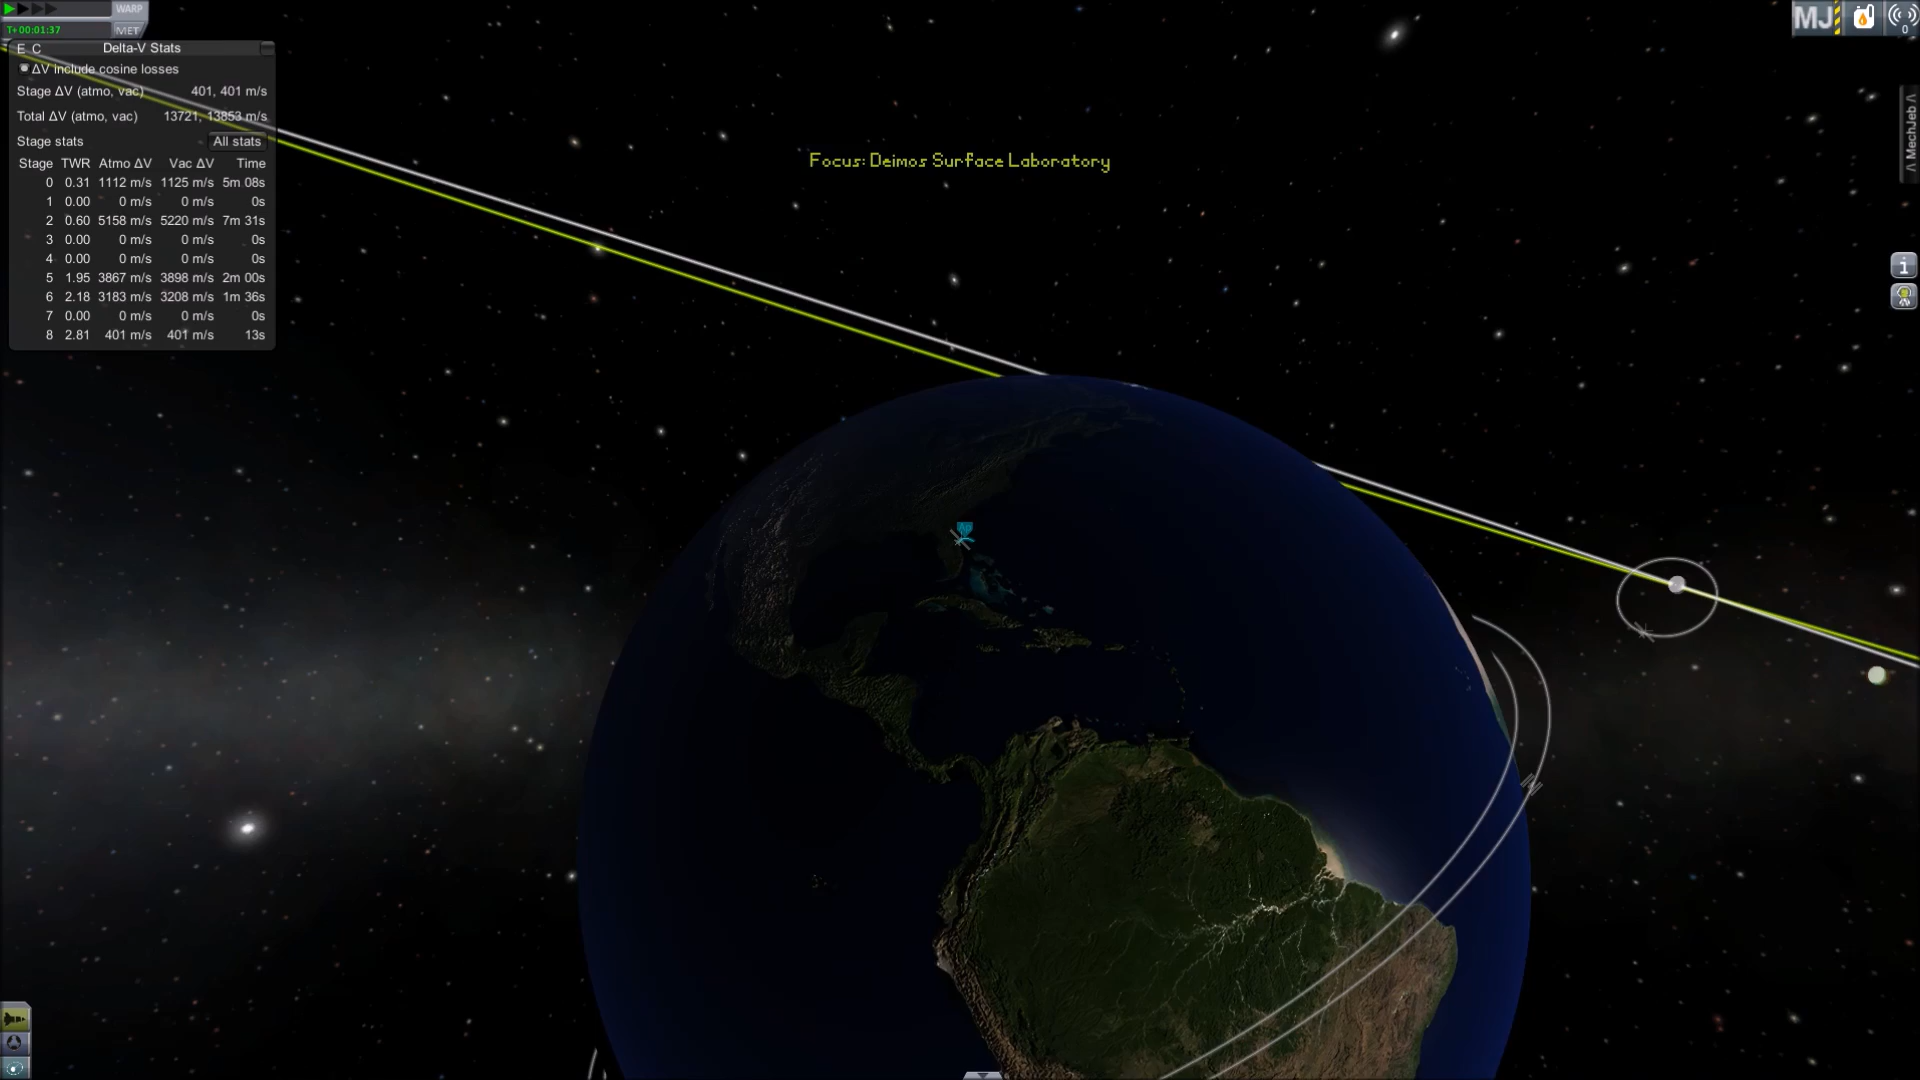 WARP
T+00:01:37
MET
E C Delta-V Stats
ΔV include cosine losses
Stage ΔV (atmo, vac) 401, 401 m/s
Total ΔV (atmo, vac) 13721, 13853 m/s
Stage stats All stats
Stage TWR Atmo ΔV Vac ΔV Time
0 0.31 1112 m/s 1125 m/s 5m 08s
1 0.00 0 m/s 0 m/s 0s
2 0.60 5158 m/s 5220 m/s 7m 31s
3 0.00 0 m/s 0 m/s 0s
4 0.00 0 m/s 0 m/s 0s
5 1.95 3867 m/s 3898 m/s 2m 00s
6 2.18 3183 m/s 3208 m/s 1m 36s
7 0.00 0 m/s 0 m/s 0s
8 2.81 401 m/s 401 m/s 13s
Focus: Deimos Surface Laboratory
Ap
MJ
0
/\ MechJeb /\
i